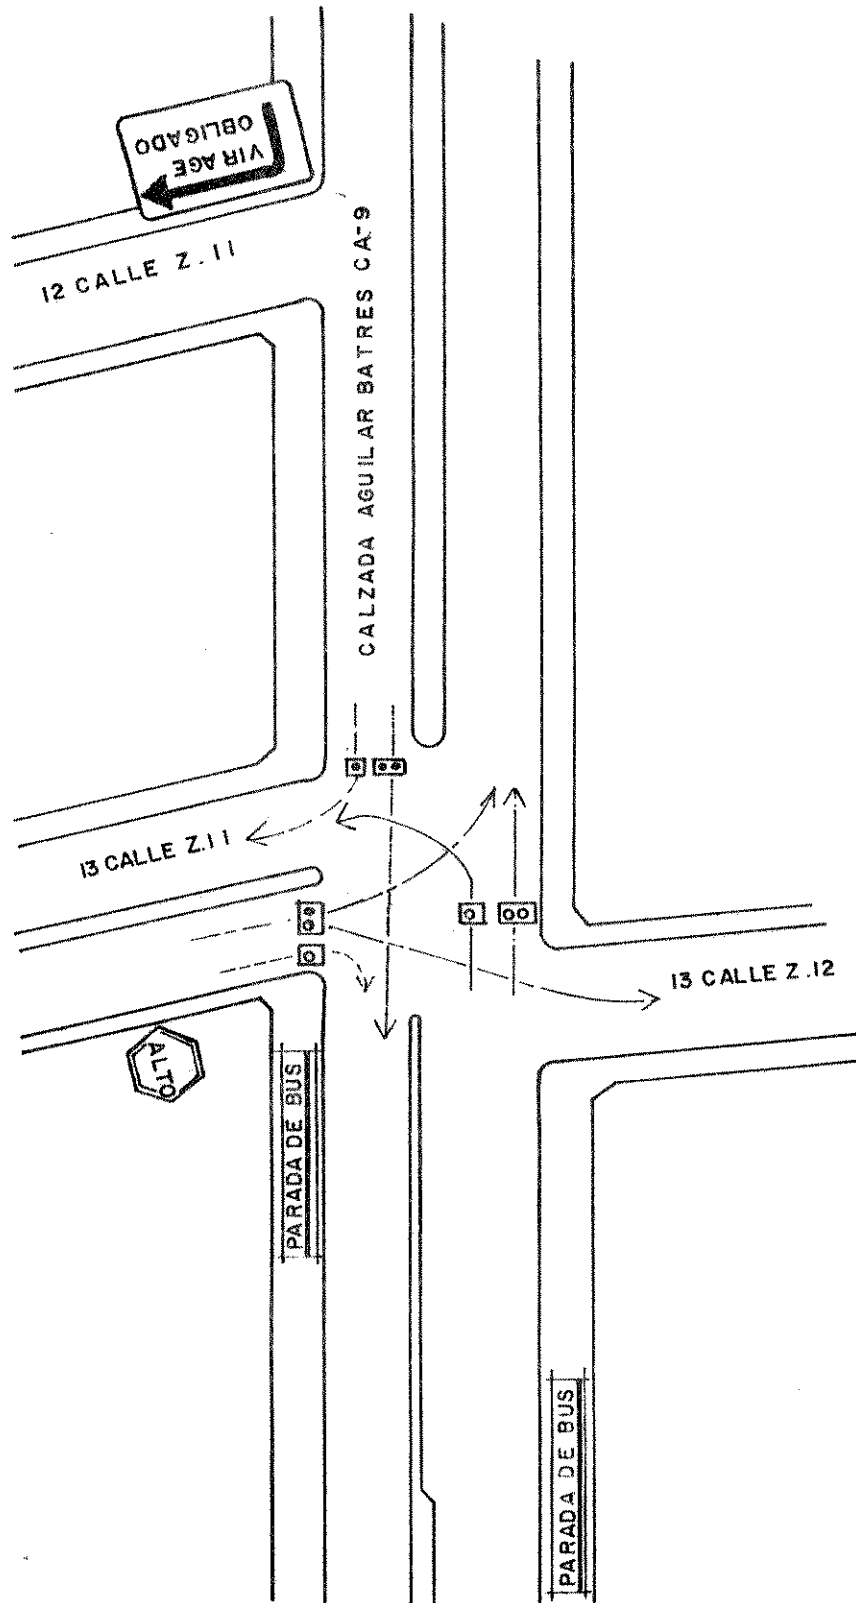 VIRAGE
OBLIGADO
12 CALLE Z.11
CALZADA AGUILAR BATRES CA-9
13 CALLE Z.11
13 CALLE Z.12
ALTO
PARADA DE BUS
PARADA DE BUS